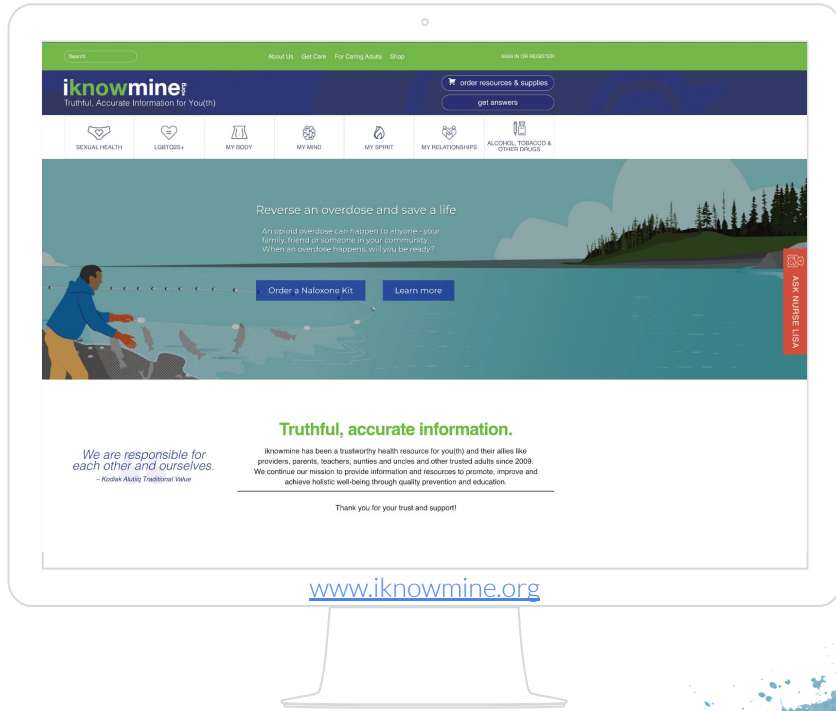 Search
About Us Get Care For Caring Adults Shop
SIGN IN OR REGISTER
iknowmine
Truthful, Accurate Information for You(th)
order resources & supplies
get answers
SEXUAL HEALTH
LGBTQ2S+
MY BODY
MY MIND
MY SPIRIT
MY RELATIONSHIPS
ALCOHOL, TOBACCO &
OTHER DRUGS
Reverse an overdose and save a life
An opioid overdose can happen to anyone - your
family, friend or someone in your community.
When an overdose happens, will you be ready?
Order a Naloxone Kit
Learn more
ASK NURSE LISA
We are responsible for
each other and ourselves.
– Kodiak Alutiiq Traditional Value
Truthful, accurate information.
iknowmine has been a trustworthy health resource for you(th) and their allies like
providers, parents, teachers, aunties and uncles and other trusted adults since 2009.
We continue our mission to provide information and resources to promote, improve and
achieve holistic well-being through quality prevention and education.
Thank you for your trust and support!
www.iknowmine.org